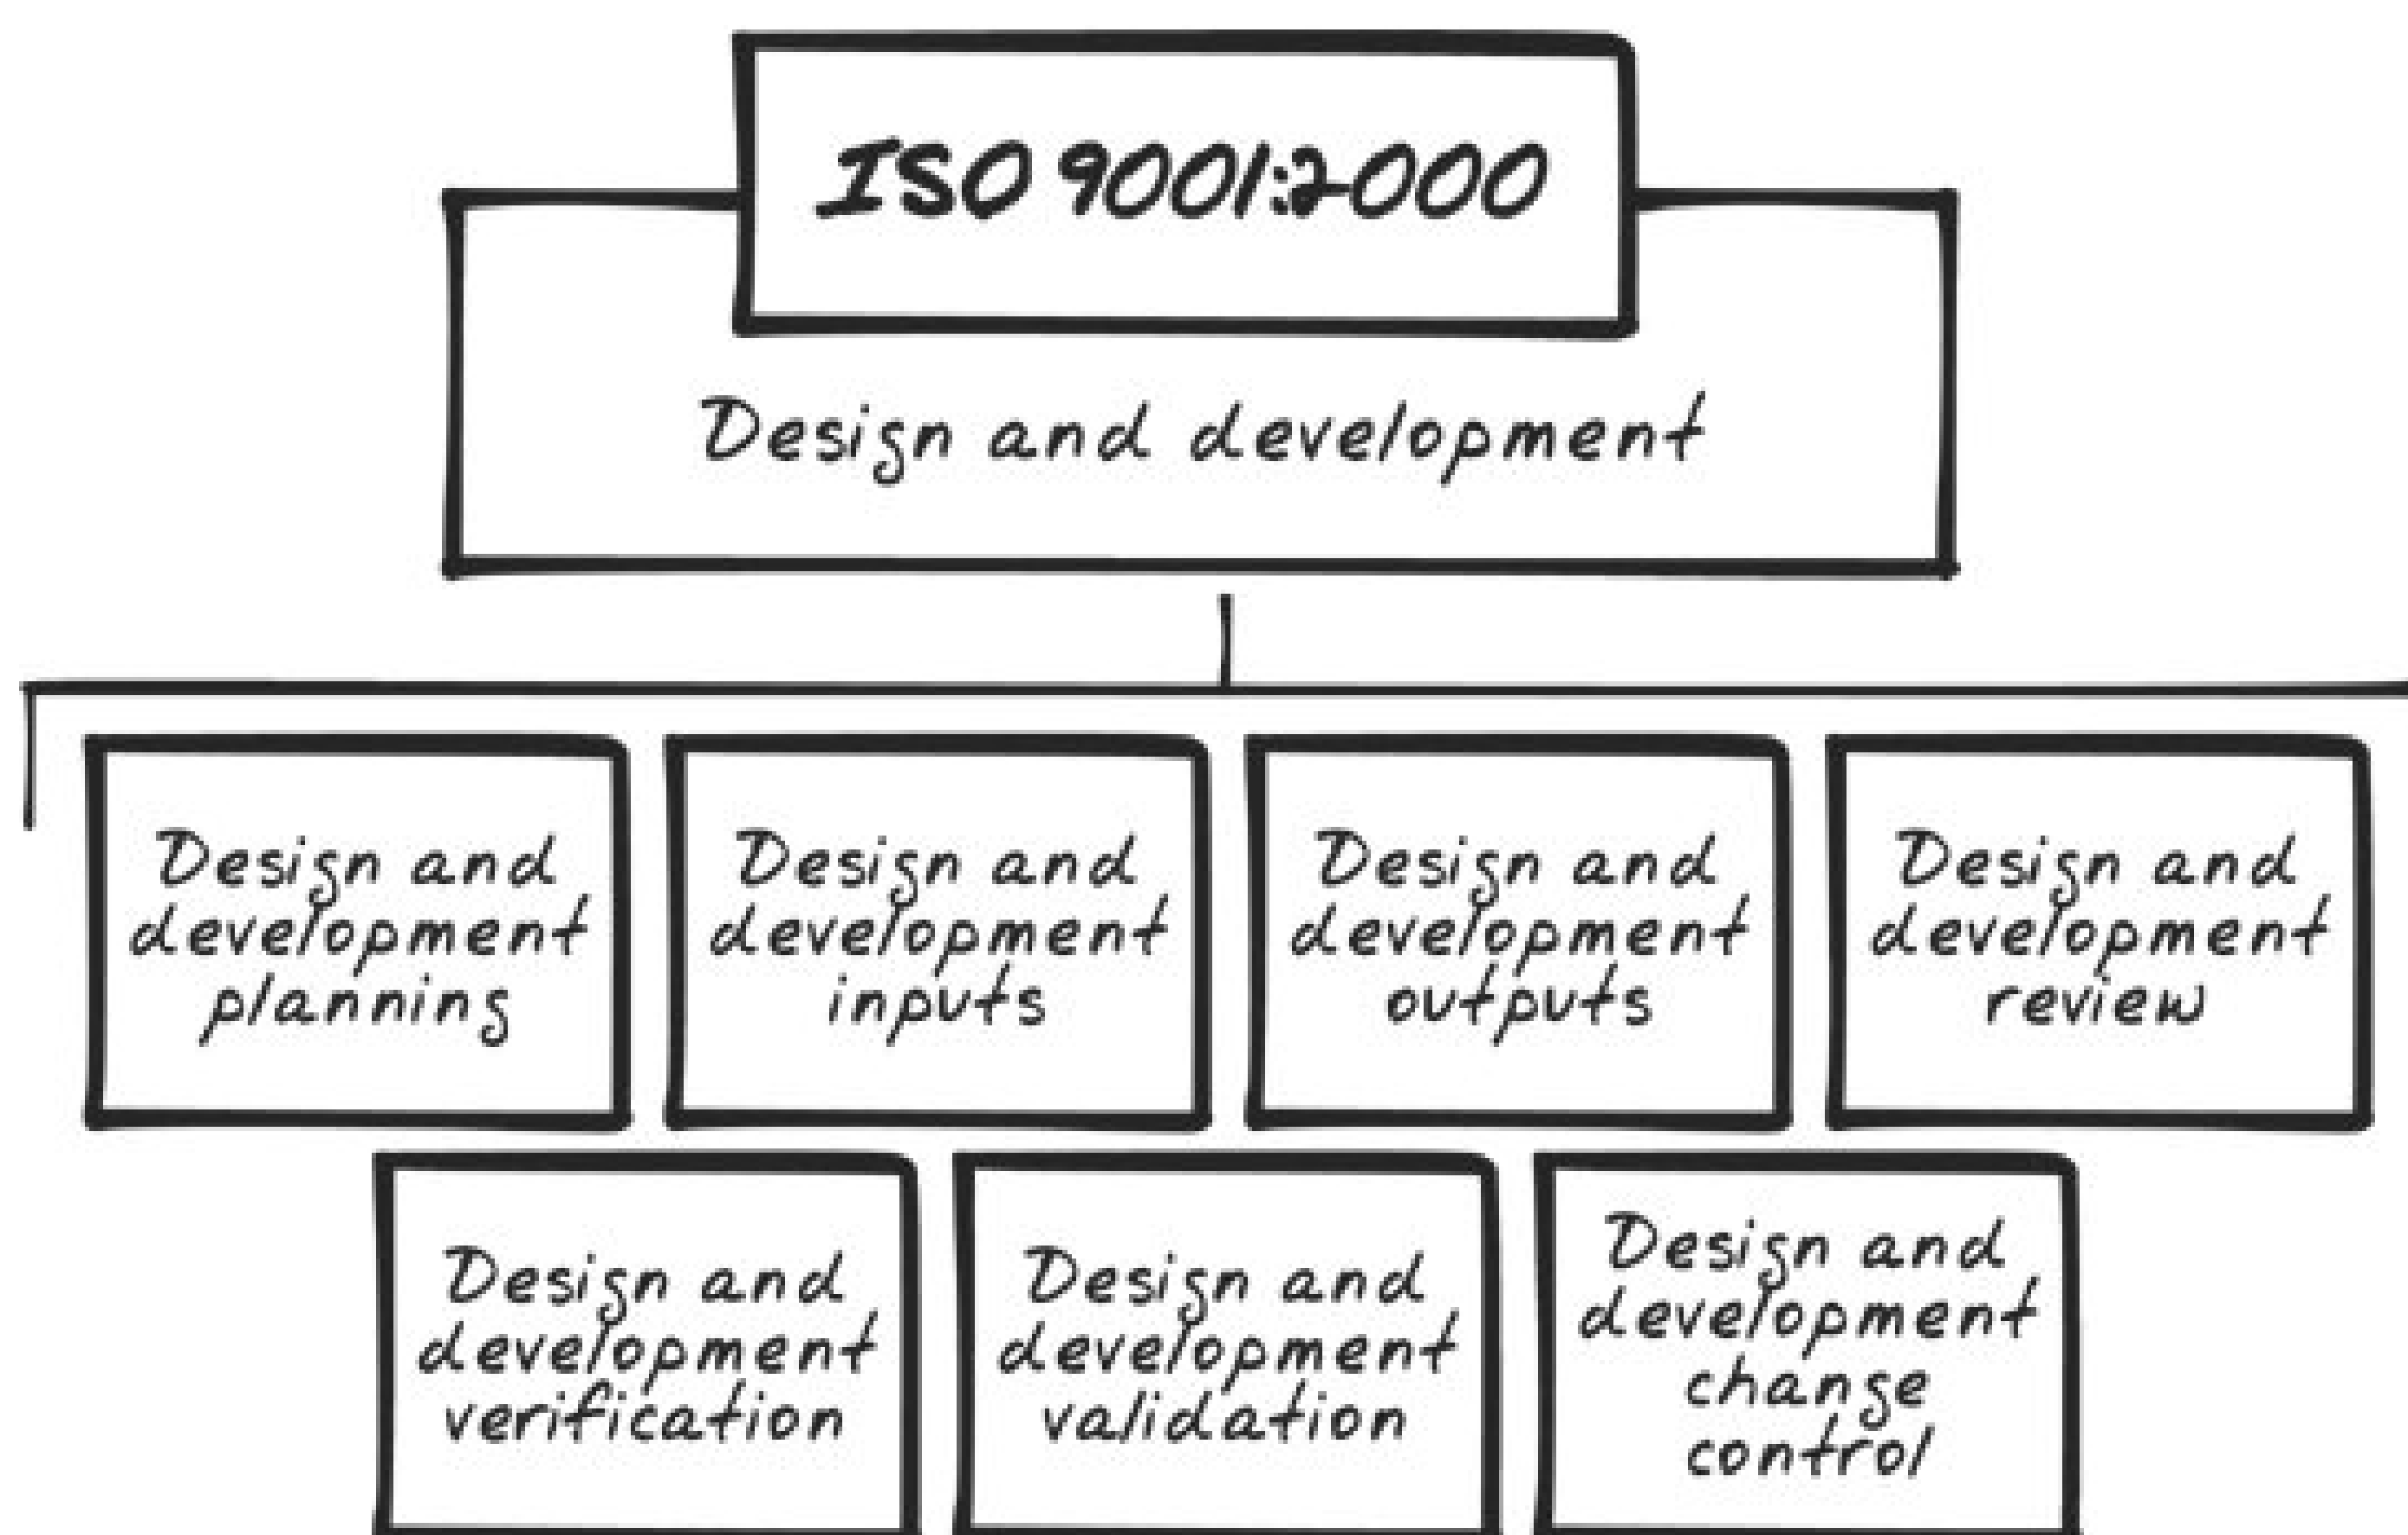 ISO 9001:2000
Design and development
Design and
development
planning
Design and
development
inputs
Design and
development
outputs
Design and
development
review
Design and
development
verification
Design and
development
validation
Design and
development
change
control